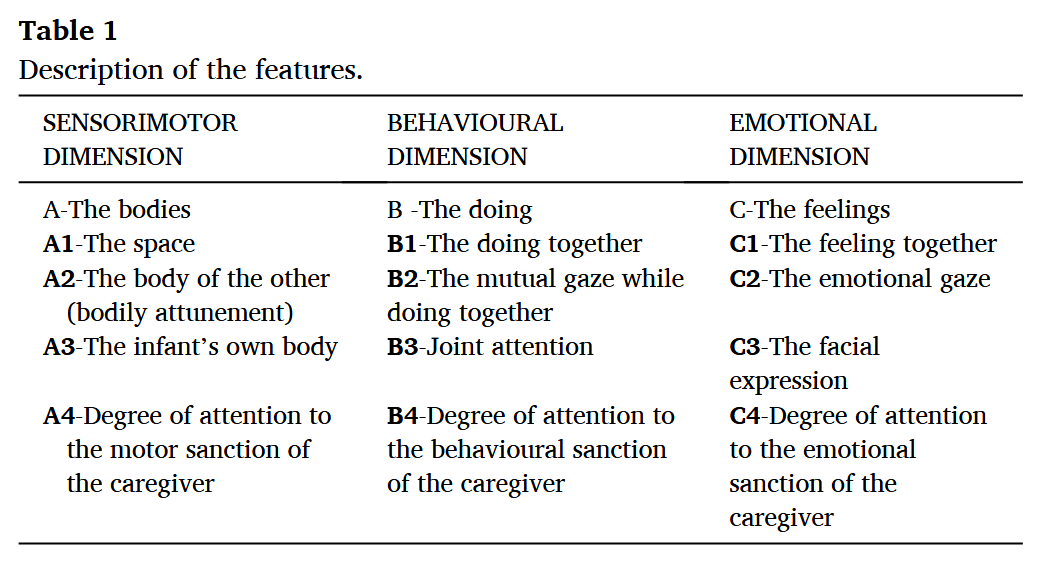 Table 1
Description of the features.
SENSORIMOTOR DIMENSION
BEHAVIOURAL DIMENSION
EMOTIONAL DIMENSION
A-The bodies
B -The doing
C-The feelings
A1-The space
B1-The doing together
C1-The feeling together
A2-The body of the other
(bodily attunement)
B2-The mutual gaze while
doing together
C2-The emotional gaze
A3-The infant’s own body
B3-Joint attention
C3-The facial
expression
A4-Degree of attention to
the motor sanction of
the caregiver
B4-Degree of attention to
the behavioural sanction
of the caregiver
C4-Degree of attention
to the emotional
sanction of the
caregiver